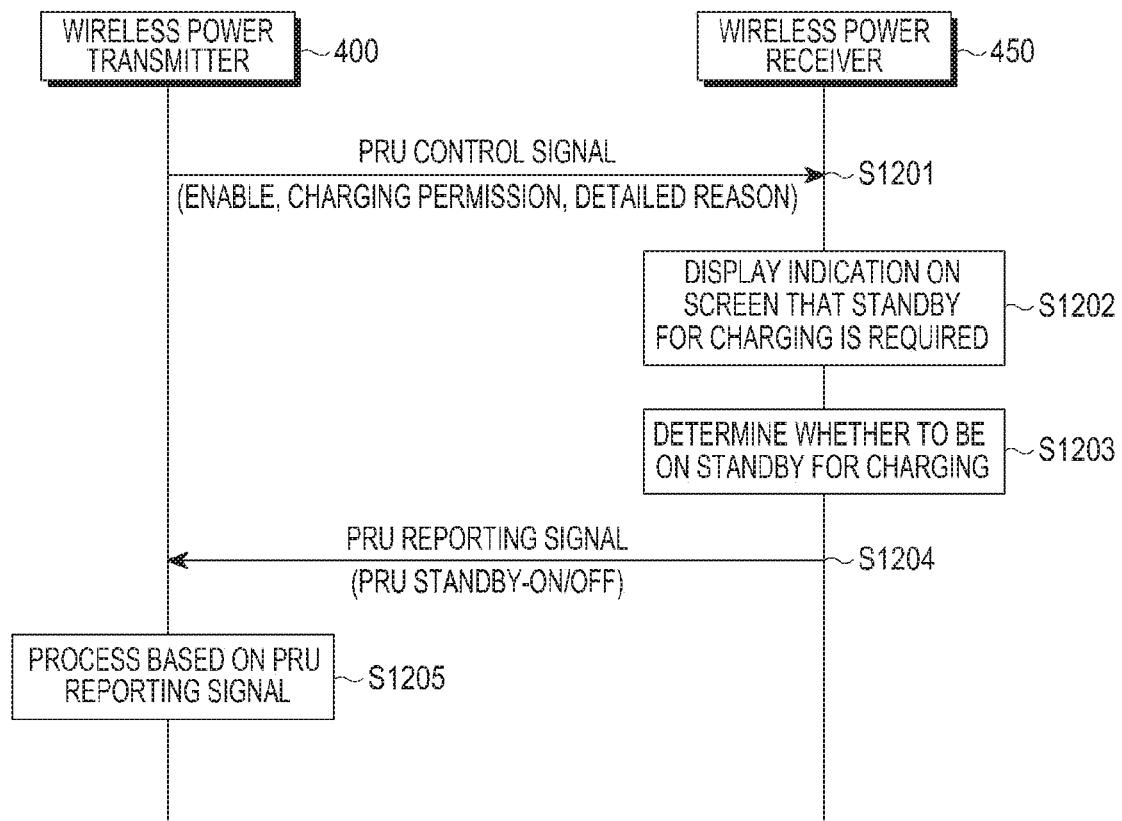 WIRELESS POWER
TRANSMITTER
400
WIRELESS POWER
RECEIVER
450
PRU CONTROL SIGNAL
(ENABLE, CHARGING PERMISSION, DETAILED REASON)
S1201
DISPLAY INDICATION ON
SCREEN THAT STANDBY
FOR CHARGING IS REQUIRED
S1202
DETERMINE WHETHER TO BE
ON STANDBY FOR CHARGING
S1203
PRU REPORTING SIGNAL
(PRU STANDBY-ON/OFF)
S1204
PROCESS BASED ON PRU
REPORTING SIGNAL
S1205